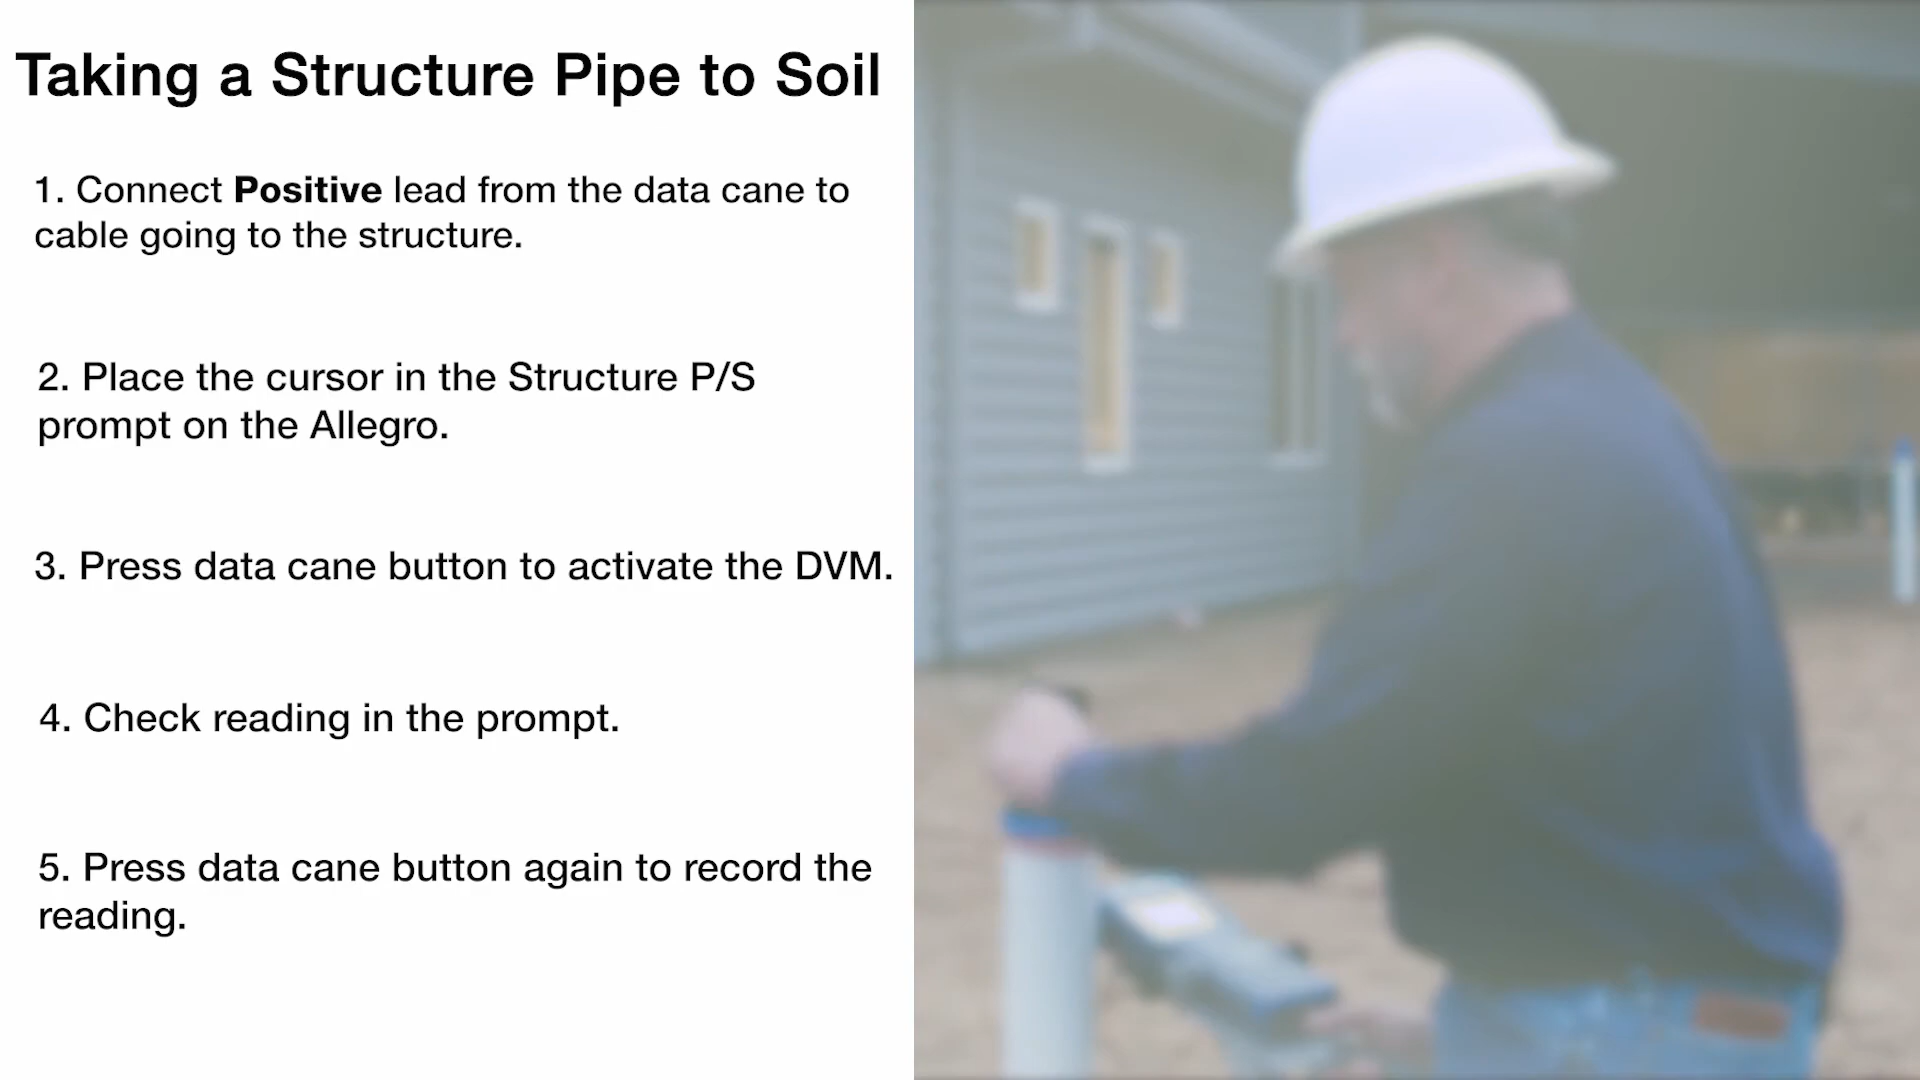 Taking a Structure Pipe to Soil
1. Connect Positive lead from the data cane to
cable going to the structure.
2. Place the cursor in the Structure P/S
prompt on the Allegro.
3. Press data cane button to activate the DVM.
4. Check reading in the prompt.
5. Press data cane button again to record the
reading.